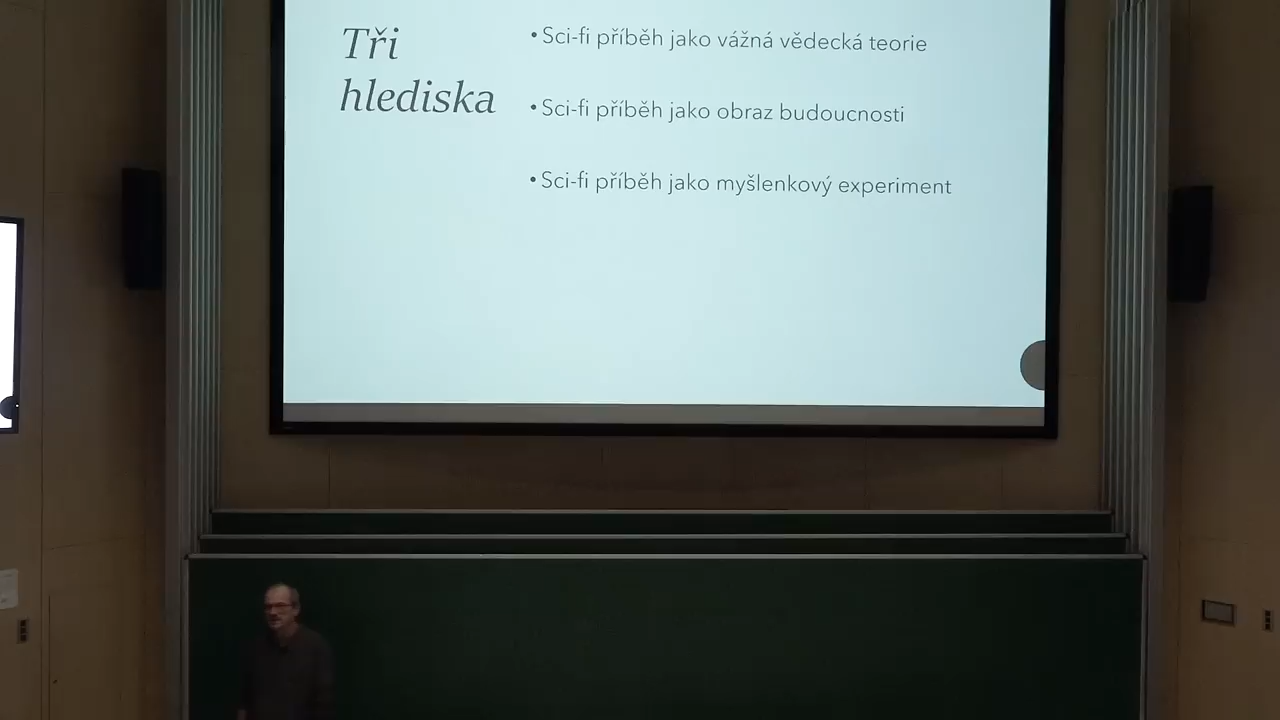 Tři
hlediska
• Sci-fi příběh jako vážná vědecká teorie
• Sci-fi příběh jako obraz budoucnosti
• Sci-fi příběh jako myšlenkový experiment